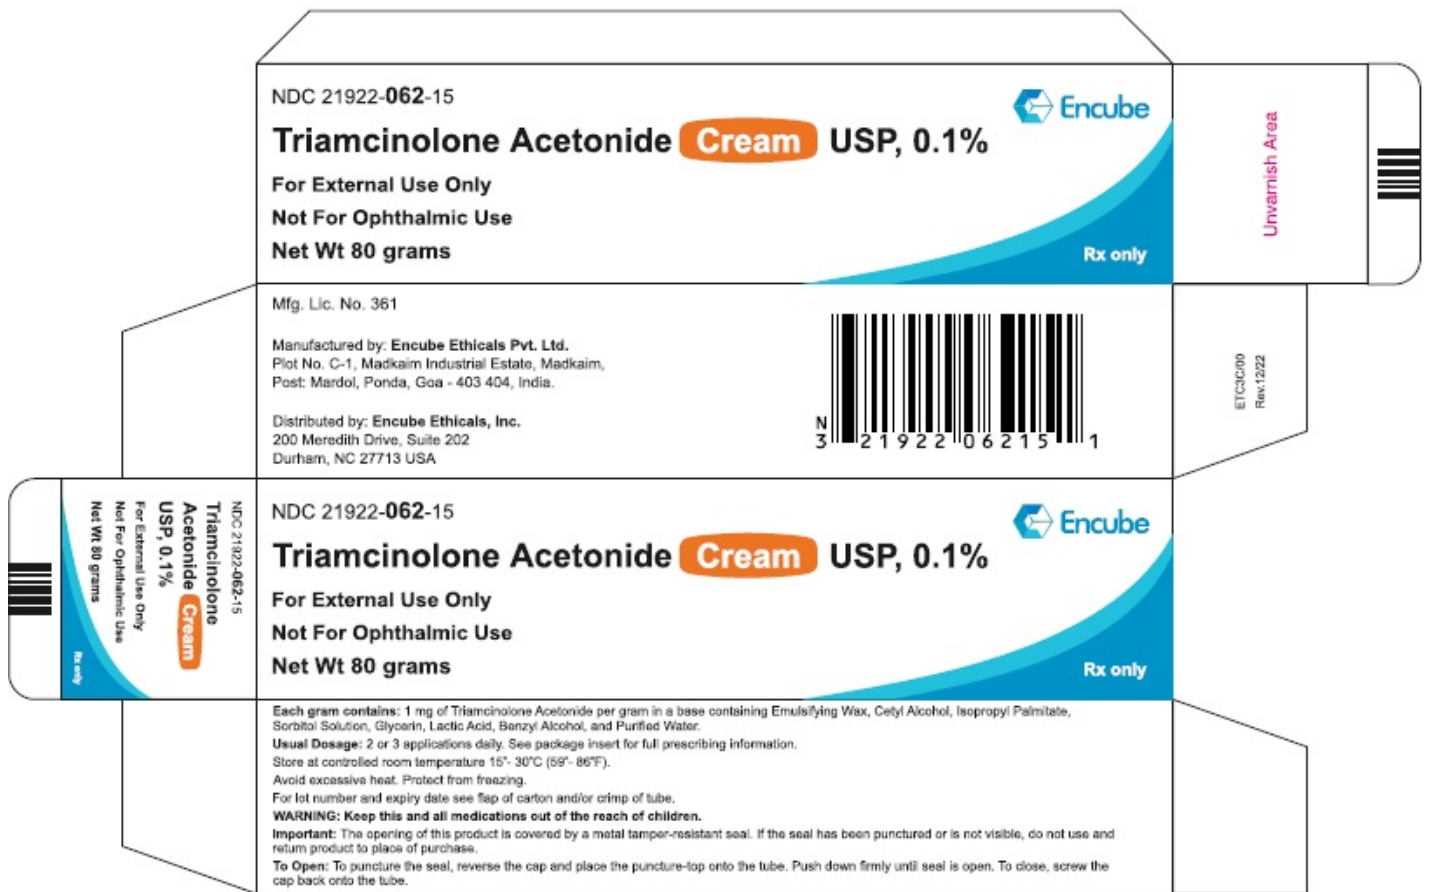 NDC 21922-062-15
Encube
Triamcinolone Acetonide Cream USP, 0.1%
For External Use Only
Not For Ophthalmic Use
Net Wt 80 grams
Rx only
Unvarnish Area
Mfg. Lic. No. 361
Manufactured by: Encube Ethicals Pvt. Ltd.
Plot No. C-1, Madkaim Industrial Estate, Madkaim,
Post: Mardol, Ponda, Goa - 403 404, India.
Distributed by: Encube Ethicals, Inc.
200 Meredith Drive, Suite 202
Durham, NC 27713 USA
N
3 21922 06215 1
ETC3C/00
Rev.12/22
NDC 21922-062-15
Triamcinolone
Acetonide Cream
USP, 0.1%
For External Use Only
Not For Ophthalmic Use
Net Wt 80 grams
Rx only
NDC 21922-062-15
Encube
Triamcinolone Acetonide Cream USP, 0.1%
For External Use Only
Not For Ophthalmic Use
Net Wt 80 grams
Rx only
Each gram contains: 1 mg of Triamcinolone Acetonide per gram in a base containing Emulsifying Wax, Cetyl Alcohol, Isopropyl Palmitate,
Sorbitol Solution, Glycerin, Lactic Acid, Benzyl Alcohol, and Purified Water.
Usual Dosage: 2 or 3 applications daily. See package insert for full prescribing information.
Store at controlled room temperature 15°- 30°C (59°- 86°F).
Avoid excessive heat. Protect from freezing.
For lot number and expiry date see flap of carton and/or crimp of tube.
WARNING: Keep this and all medications out of the reach of children.
Important: The opening of this product is covered by a metal tamper-resistant seal. If the seal has been punctured or is not visible, do not use and
return product to place of purchase.
To Open: To puncture the seal, reverse the cap and place the puncture-top onto the tube. Push down firmly until seal is open. To close, screw the
cap back onto the tube.